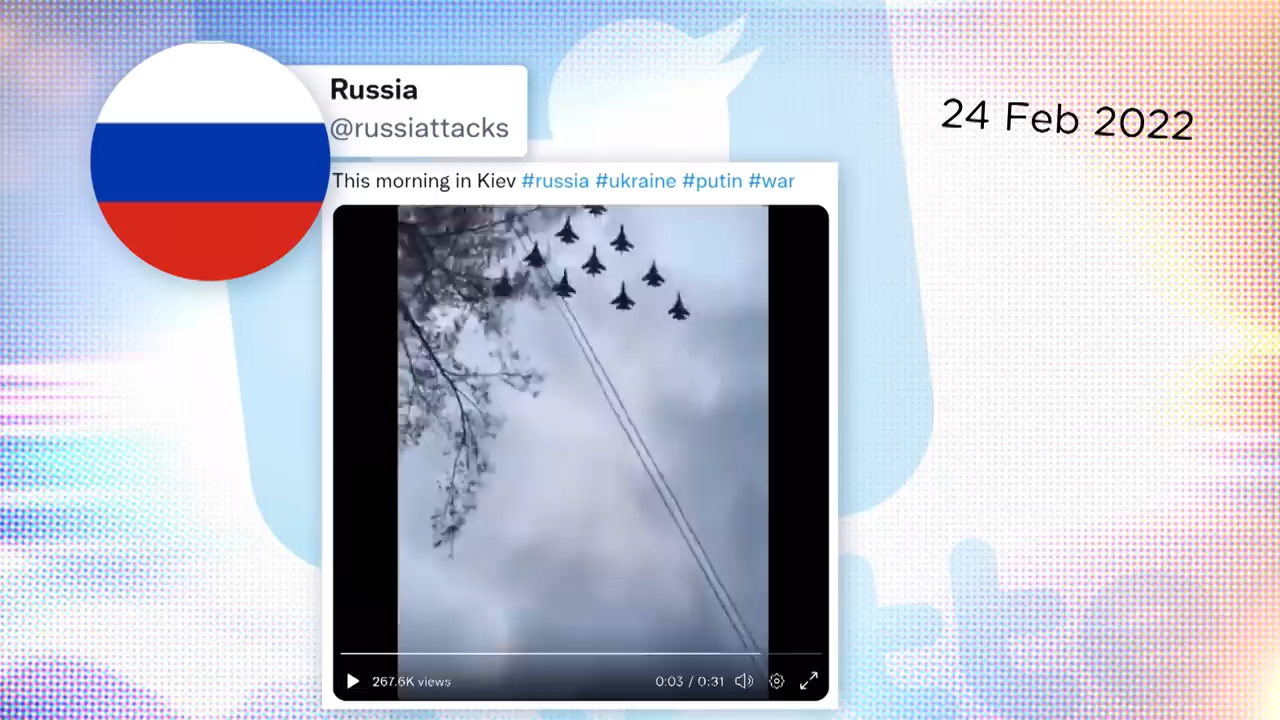 Russia
@russiattacks
24 Feb 2022
This morning in Kiev #russia #ukraine #putin #war
267.6K views
0:03 / 0:31